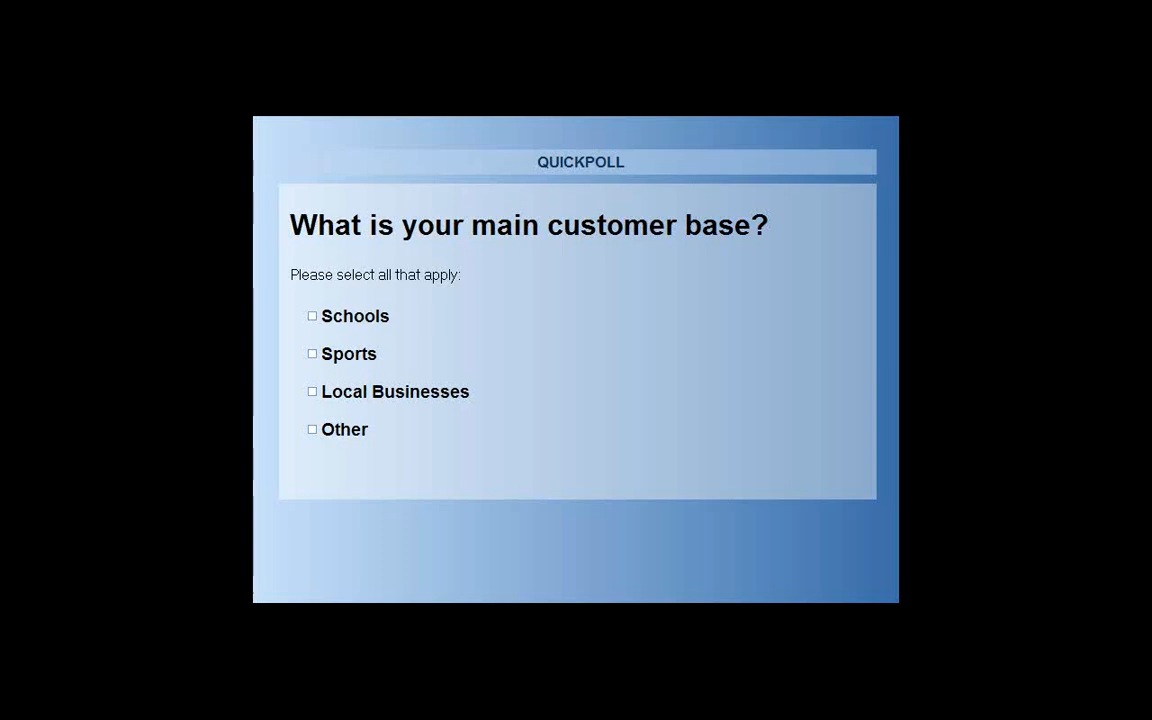 QUICKPOLL
What is your main customer base?
Please select all that apply:
Schools
Sports
Local Businesses
Other